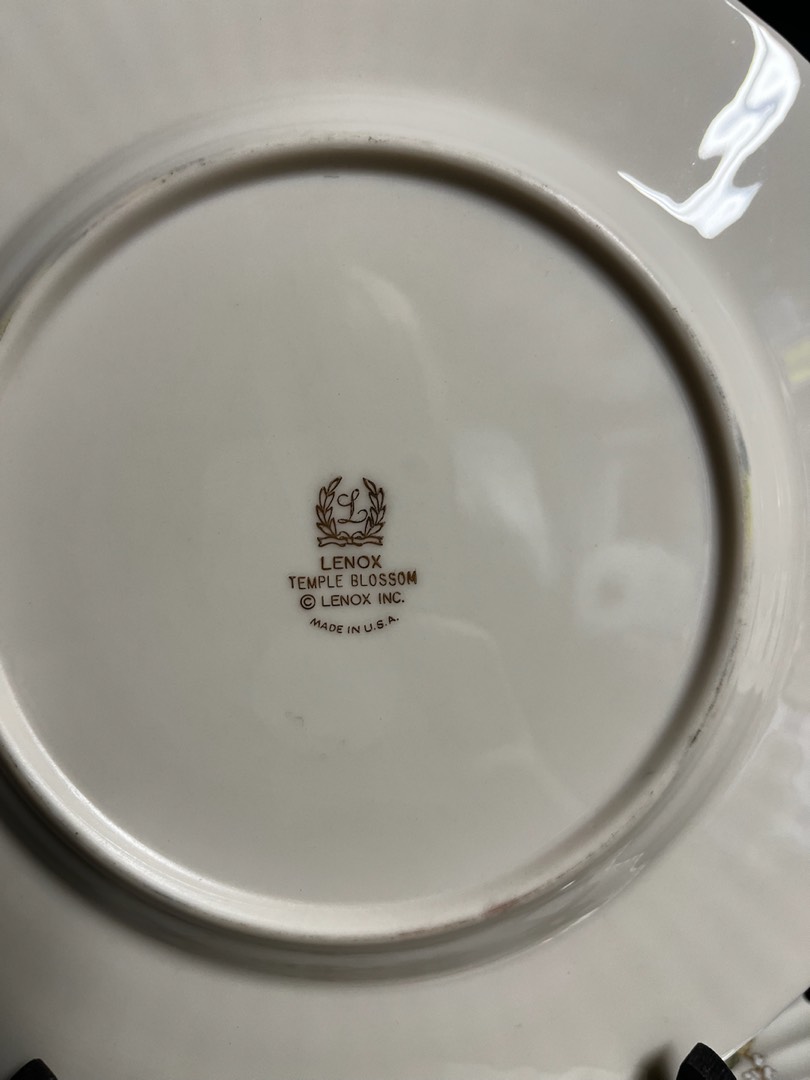 L
LENOX
TEMPLE BLOSSOM
© LENOX INC.
MADE IN U.S.A.